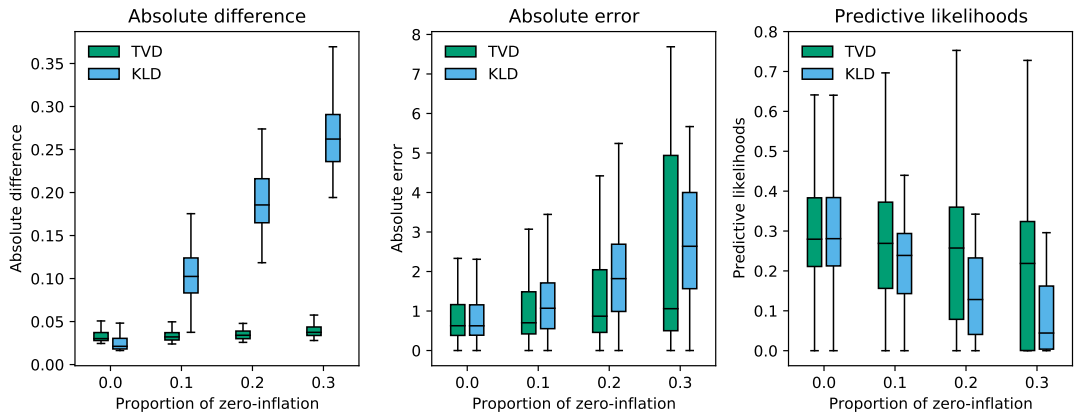 Absolute difference
TVD
KLD
Absolute difference
0.35
0.30
0.25
0.20
0.15
0.10
0.05
0.00
0.0 0.1 0.2 0.3
Proportion of zero-inflation
Absolute error
TVD
KLD
Absolute error
8
7
6
5
4
3
2
1
0
0.0 0.1 0.2 0.3
Proportion of zero-inflation
Predictive likelihoods
TVD
KLD
Predictive likelihoods
0.8
0.7
0.6
0.5
0.4
0.3
0.2
0.1
0.0
0.0 0.1 0.2 0.3
Proportion of zero-inflation